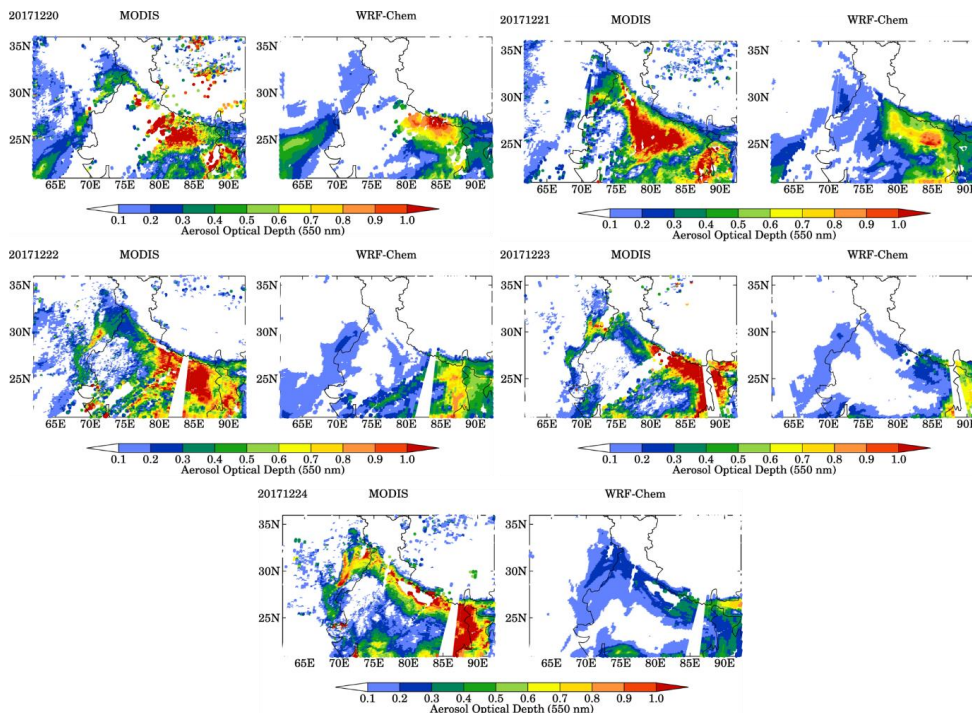 20171220 MODIS WRF-Chem
35N
30N
25N
65E 70E 75E 80E 85E 90E 65E 70E 75E 80E 85E 90E
0.1 0.2 0.3 0.4 0.5 0.6 0.7 0.8 0.9 1.0
Aerosol Optical Depth (550 nm)
20171221 MODIS WRF-Chem
35N 35N
30N 30N
25N 25N
65E 70E 75E 80E 85E 90E 65E 70E 75E 80E 85E 90E
0.1 0.2 0.3 0.4 0.5 0.6 0.7 0.8 0.9 1.0
Aerosol Optical Depth (550 nm)
20171222 MODIS WRF-Chem
35N 35N
30N 30N
25N 25N
65E 70E 75E 80E 85E 90E 65E 70E 75E 80E 85E 90E
0.1 0.2 0.3 0.4 0.5 0.6 0.7 0.8 0.9 1.0
Aerosol Optical Depth (550 nm)
20171223 MODIS WRF-Chem
35N 35N
30N 30N
25N 25N
65E 70E 75E 80E 85E 90E 65E 70E 75E 80E 85E 90E
0.1 0.2 0.3 0.4 0.5 0.6 0.7 0.8 0.9 1.0
Aerosol Optical Depth (550 nm)
20171224 MODIS WRF-Chem
35N 35N
30N 30N
25N 25N
65E 70E 75E 80E 85E 90E 65E 70E 75E 80E 85E 90E
0.1 0.2 0.3 0.4 0.5 0.6 0.7 0.8 0.9 1.0
Aerosol Optical Depth (550 nm)